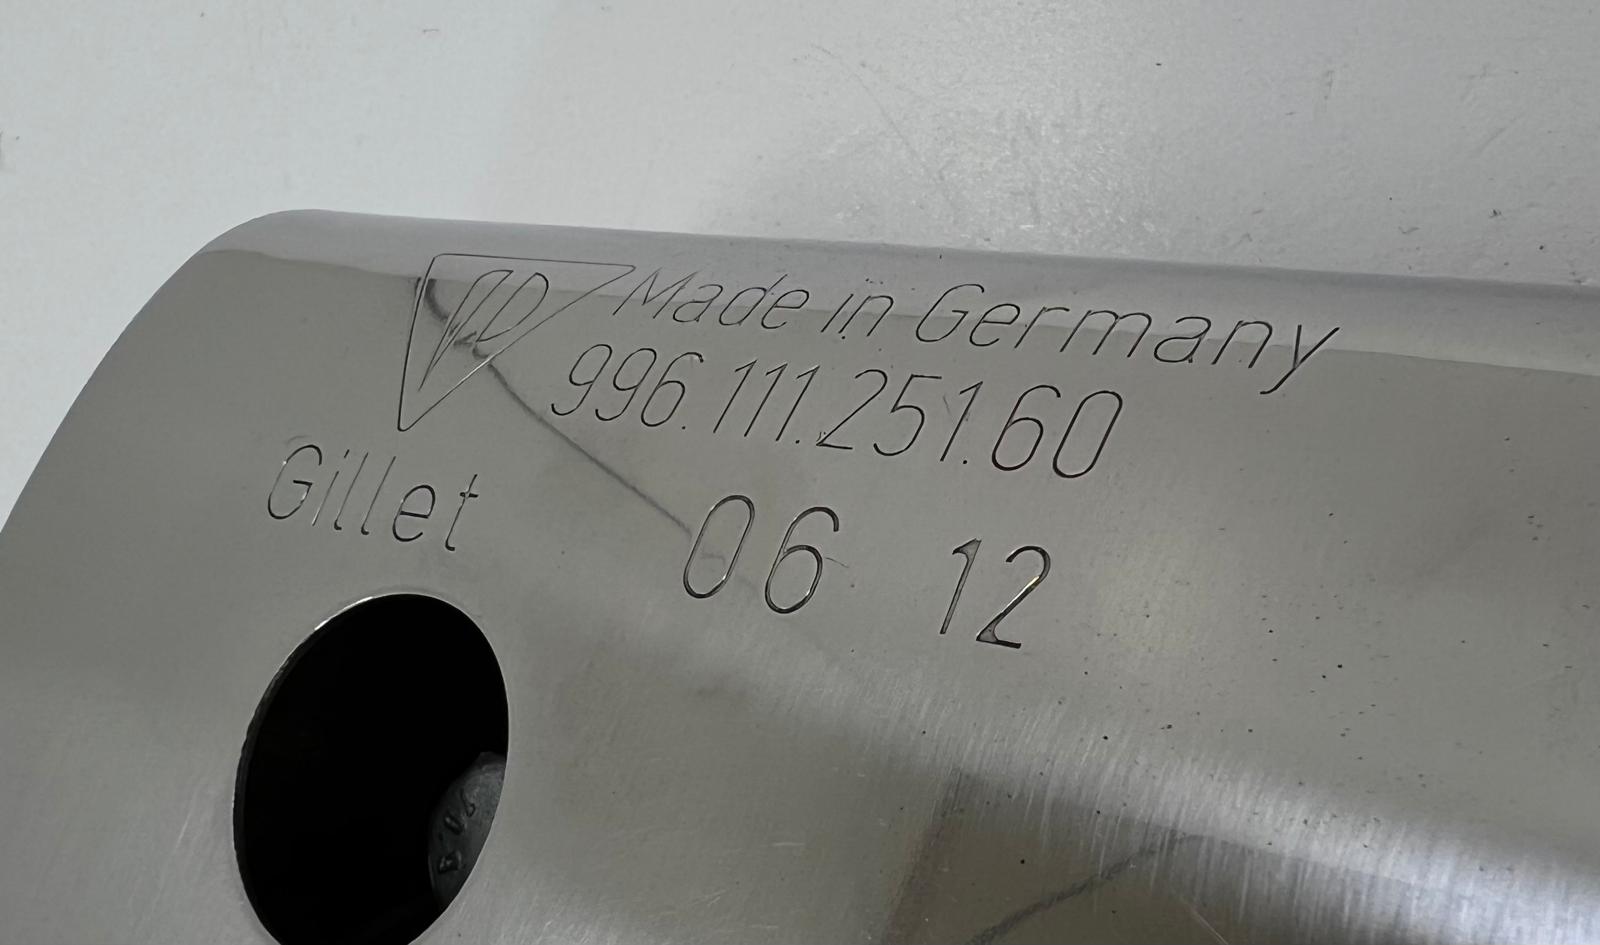 Made in Germany
996.111.251.60
Gillet
06 12